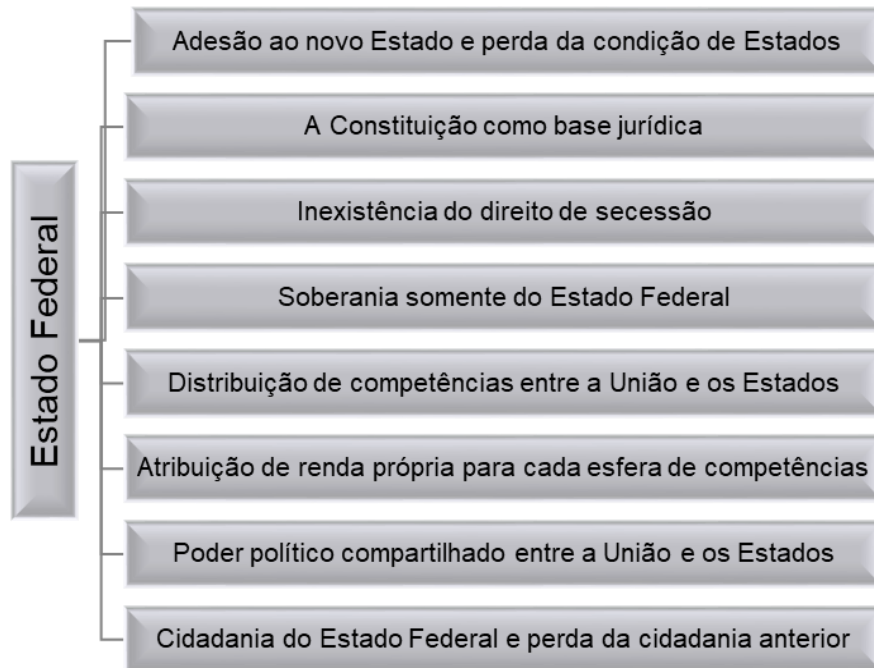 Estado Federal
Adesão ao novo Estado e perda da condição de Estados
A Constituição como base jurídica
Inexistência do direito de secessão
Soberania somente do Estado Federal
Distribuição de competências entre a União e os Estados
Atribuição de renda própria para cada esfera de competências
Poder político compartilhado entre a União e os Estados
Cidadania do Estado Federal e perda da cidadania anterior